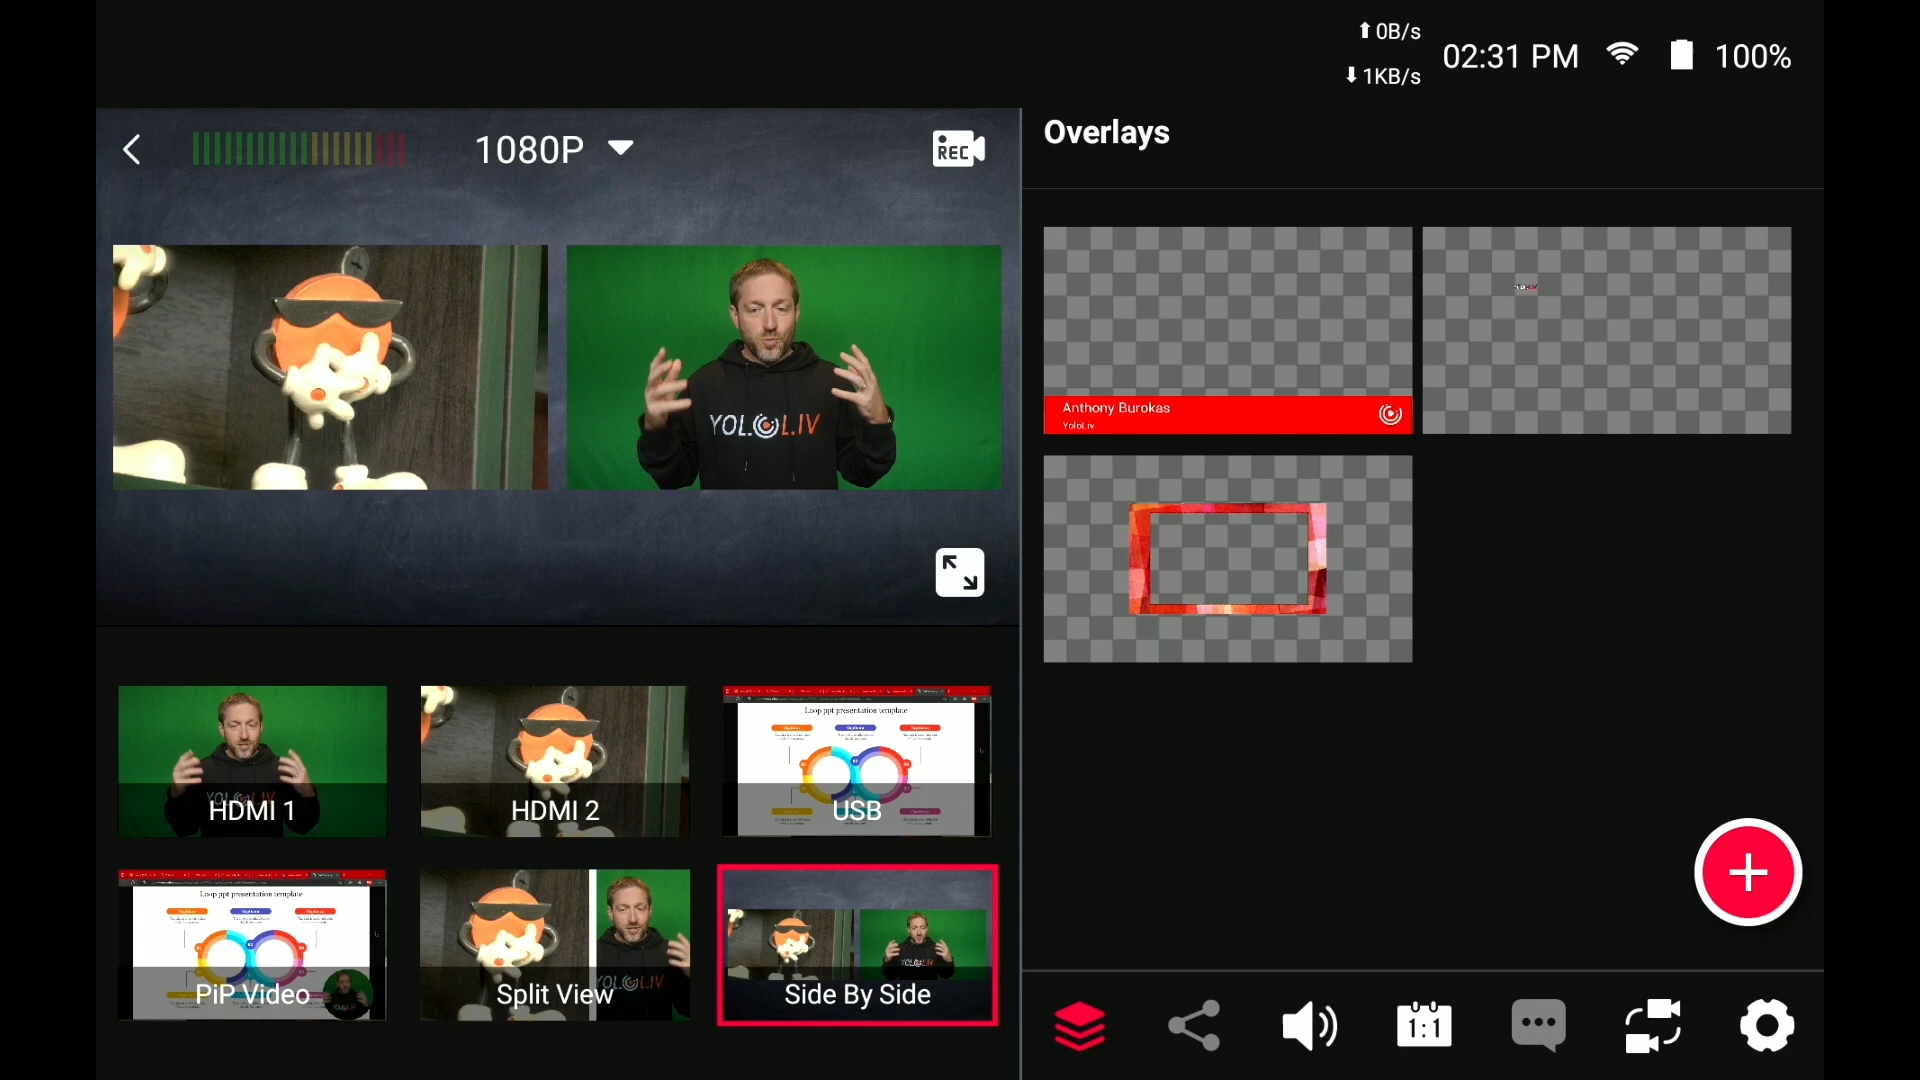 0B/s
1KB/s
02:31 PM
100%
1080P
REC
Overlays
YOLOLIV
Anthony Burokas
YoloLiv
Loop ppt presentation template
HDMI 1
HDMI 2
USB
Loop ppt presentation template
PiP Video
Split View
YOLOLIV
Side By Side
1:1